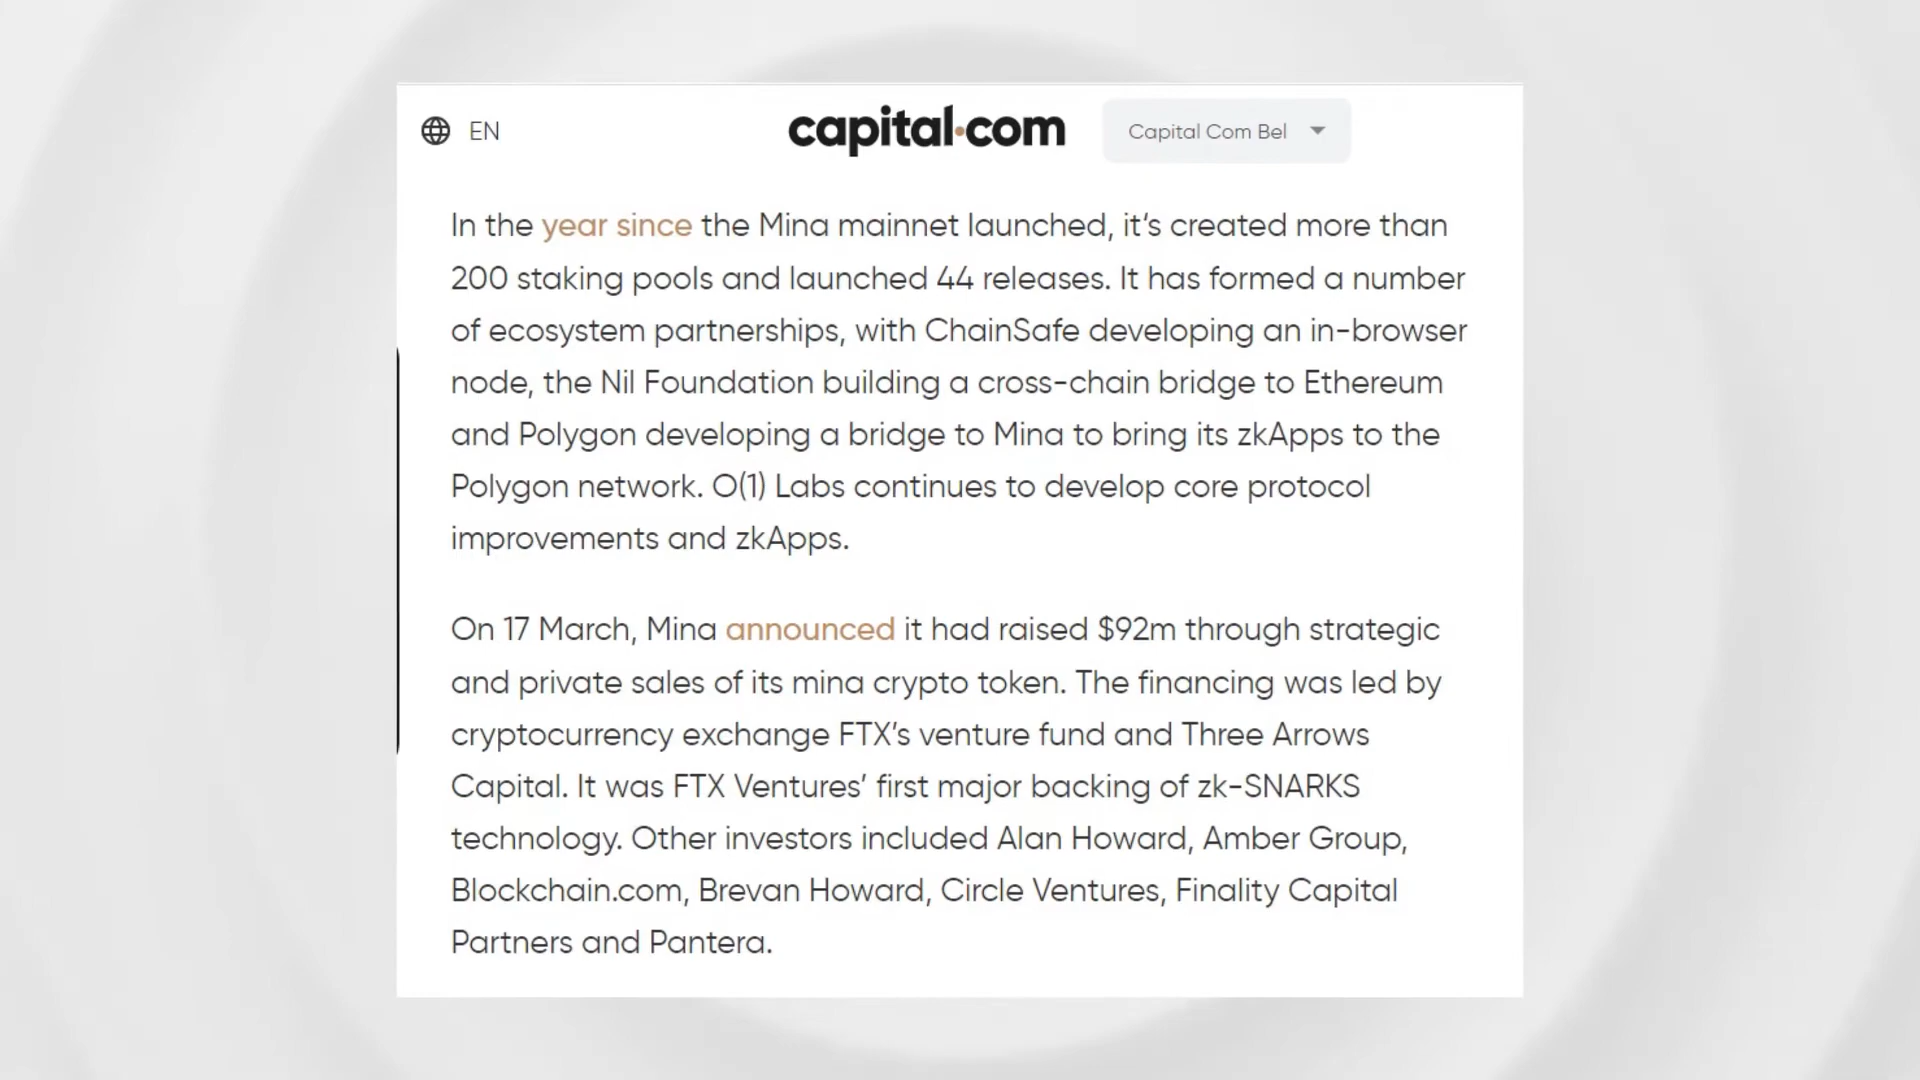 EN
capital.com
Capital Com Bel
In the year since the Mina mainnet launched, it‘s created more than
200 staking pools and launched 44 releases. It has formed a number
of ecosystem partnerships, with ChainSafe developing an in-browser
node, the Nil Foundation building a cross-chain bridge to Ethereum
and Polygon developing a bridge to Mina to bring its zkApps to the
Polygon network. O(1) Labs continues to develop core protocol
improvements and zkApps.
On 17 March, Mina announced it had raised $92m through strategic
and private sales of its mina crypto token. The financing was led by
cryptocurrency exchange FTX’s venture fund and Three Arrows
Capital. It was FTX Ventures’ first major backing of zk-SNARKS
technology. Other investors included Alan Howard, Amber Group,
Blockchain.com, Brevan Howard, Circle Ventures, Finality Capital
Partners and Pantera.